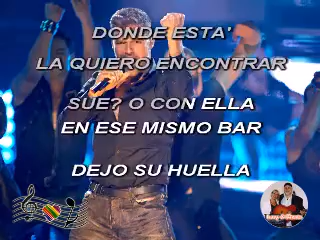 DONDE ESTA'
LA QUIERO ENCONTRAR
SUE? O CON ELLA
EN ESE MISMO BAR
DEJO SU HUELLA